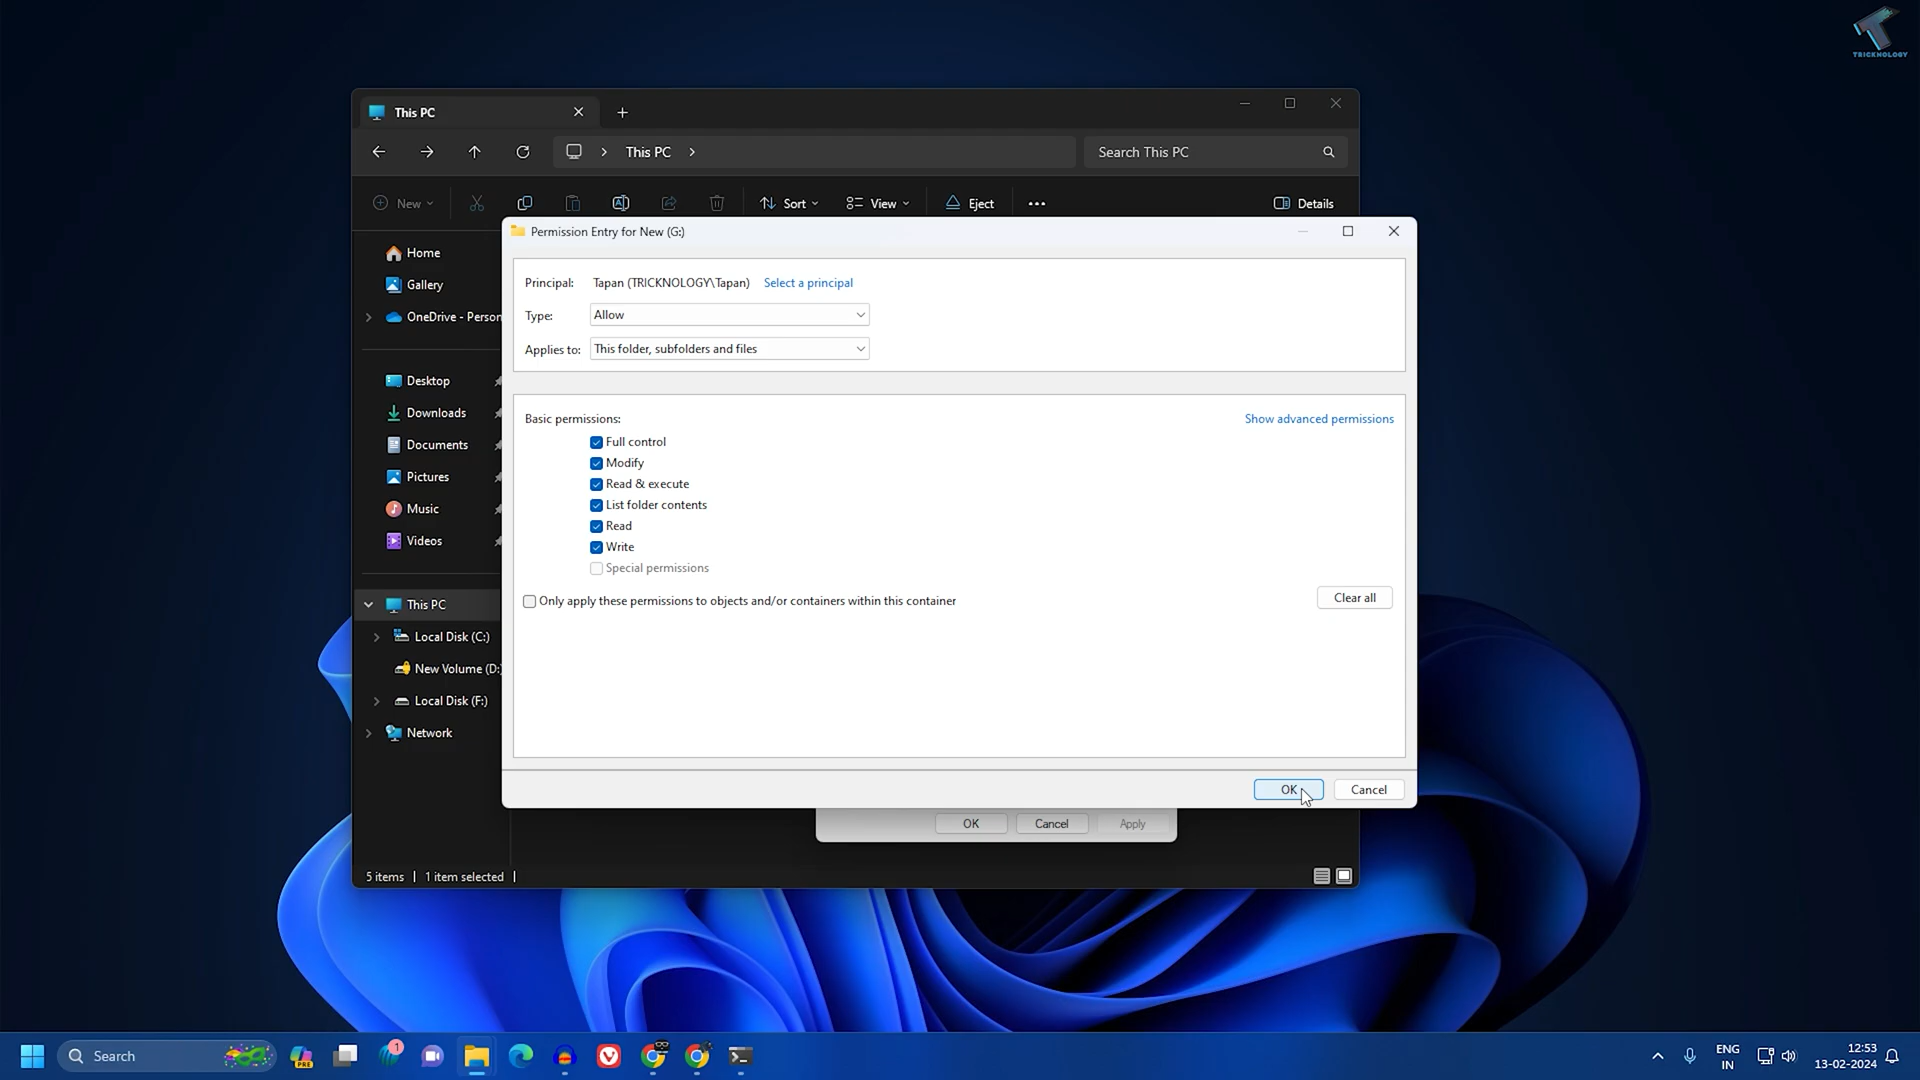 TRICKNOLOGY
This PC
This PC
Search This PC
New
Sort
View
Eject
Details
Home
Gallery
OneDrive - Person
Desktop
Downloads
Documents
Pictures
Music
Videos
This PC
Local Disk (C:)
New Volume (D:)
Local Disk (F:)
Network
Permission Entry for New (G:)
Principal: Tapan (TRICKNOLOGY\Tapan) Select a principal
Type: Allow
Applies to: This folder, subfolders and files
Basic permissions: Show advanced permissions
Full control
Modify
Read & execute
List folder contents
Read
Write
Special permissions
Only apply these permissions to objects and/or containers within this container
Clear all
OK Cancel
OK Cancel Apply
5 items 1 item selected
Search
PRE
1
ENG
IN
12:53
13-02-2024